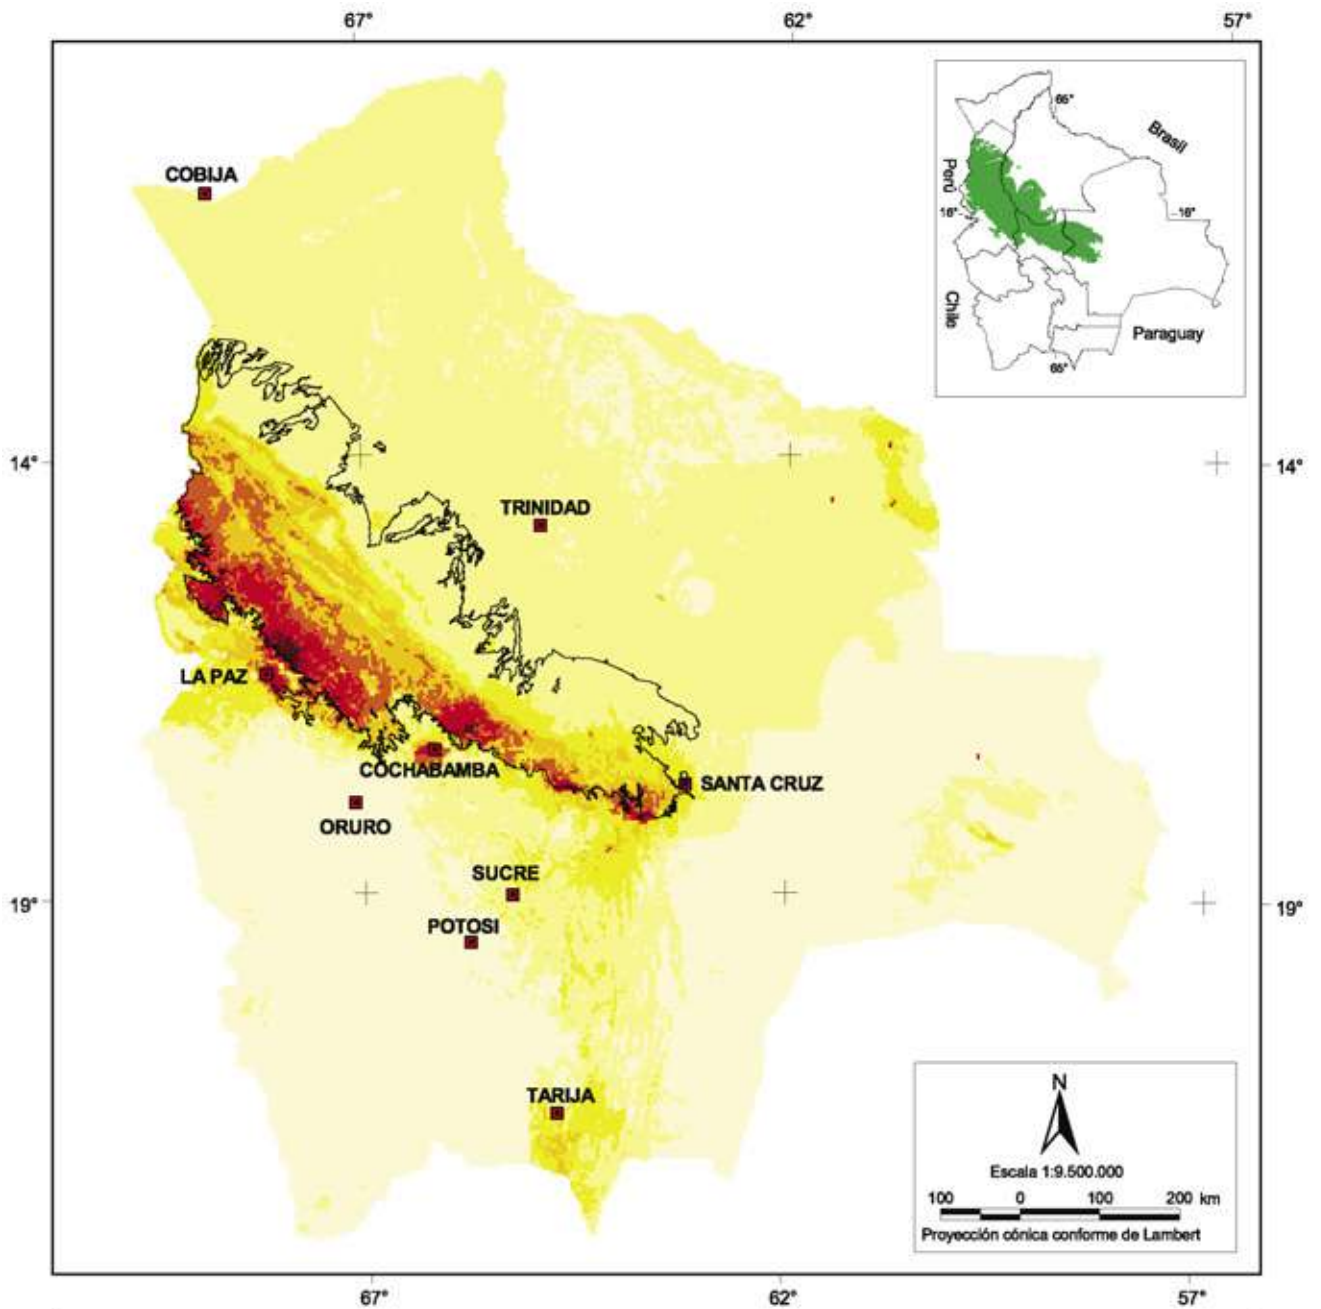 67°
62°
57°
65°
Brasil
Perú
16°
16°
Chile
Paraguay
65°
COBIJA
14°
14°
TRINIDAD
LA PAZ
COCHABAMBA
SANTA CRUZ
ORURO
SUCRE
19°
19°
POTOSI
TARIJA
N
Escala 1:9.500.000
100 0 100 200 km
Proyección cónica conforme de Lambert
67°
62°
57°